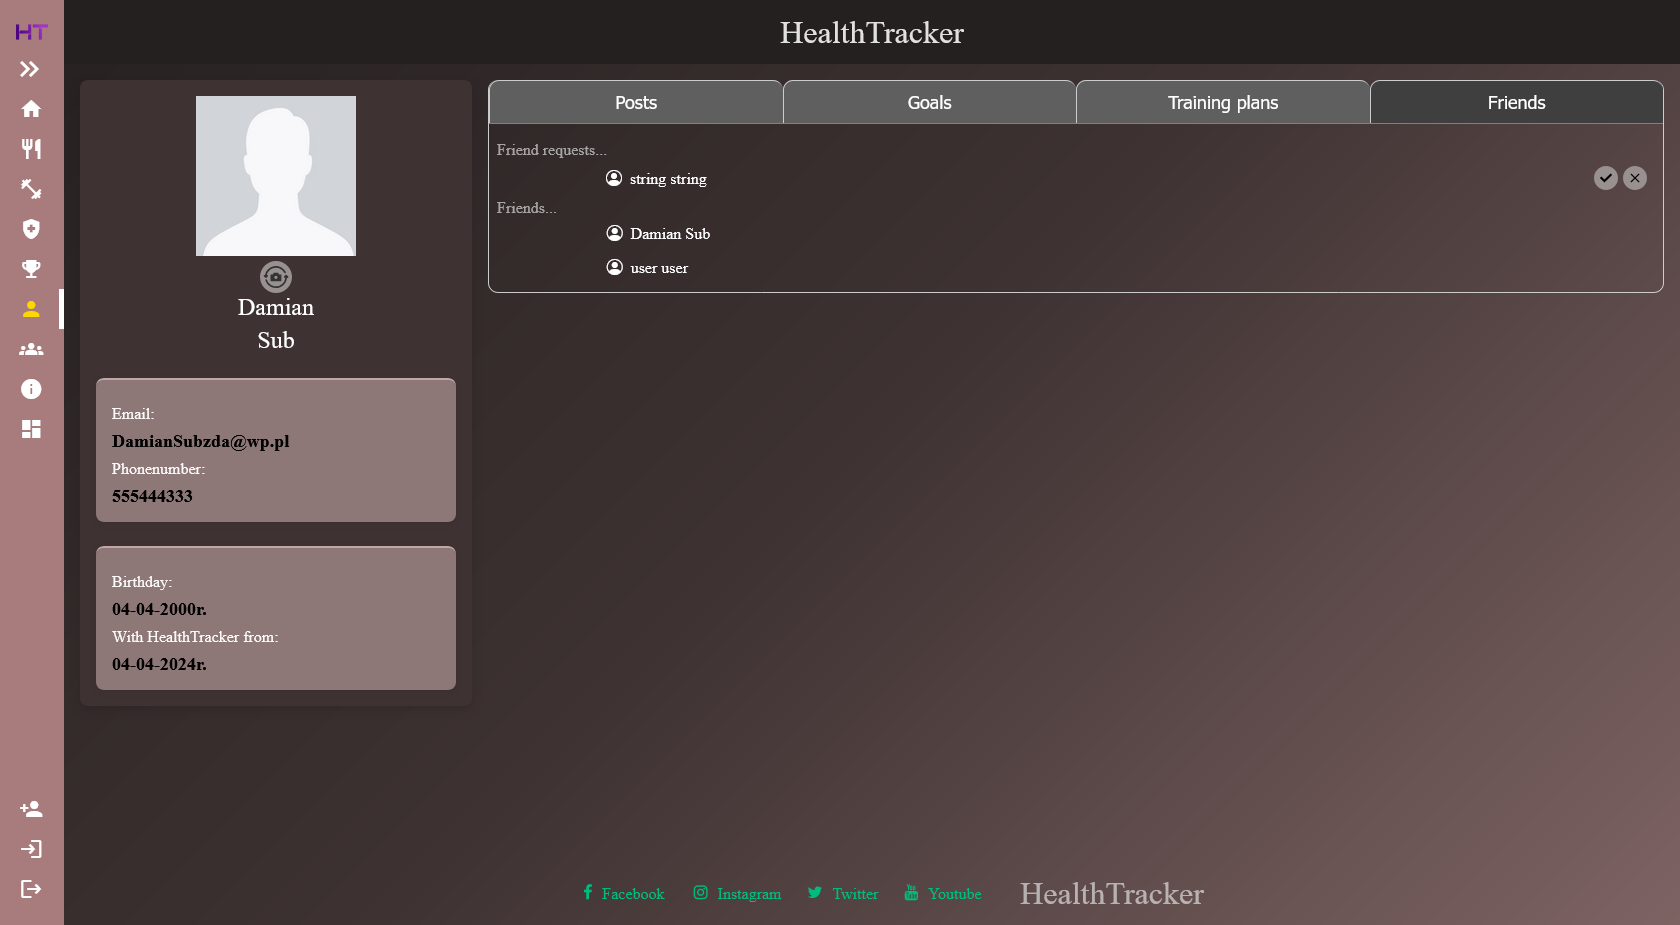 HT
HealthTracker
Damian
Sub
Email:
DamianSubzda@wp.pl
Phonenumber:
555444333
Birthday:
04-04-2000r.
With HealthTracker from:
04-04-2024r.
Posts
Goals
Training plans
Friends
Friend requests...
string string
Friends...
Damian Sub
user user
Facebook
Instagram
Twitter
Youtube
HealthTracker